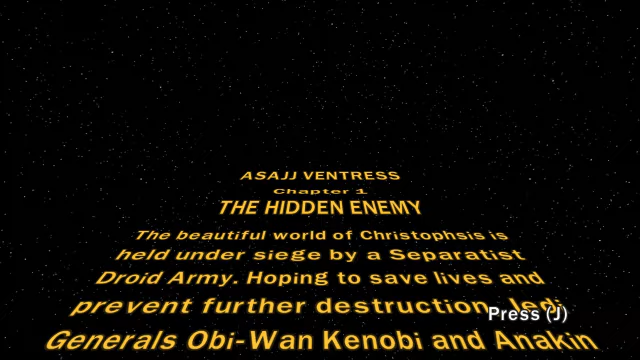 ASAJJ VENTRESS
Chapter 1
THE HIDDEN ENEMY
The beautiful world of Christophsis is
held under siege by a Separatist
Droid Army. Hoping to save lives and
prevent further destruction, Jedi
Press (J)
Generals Obi-Wan Kenobi and Anakin